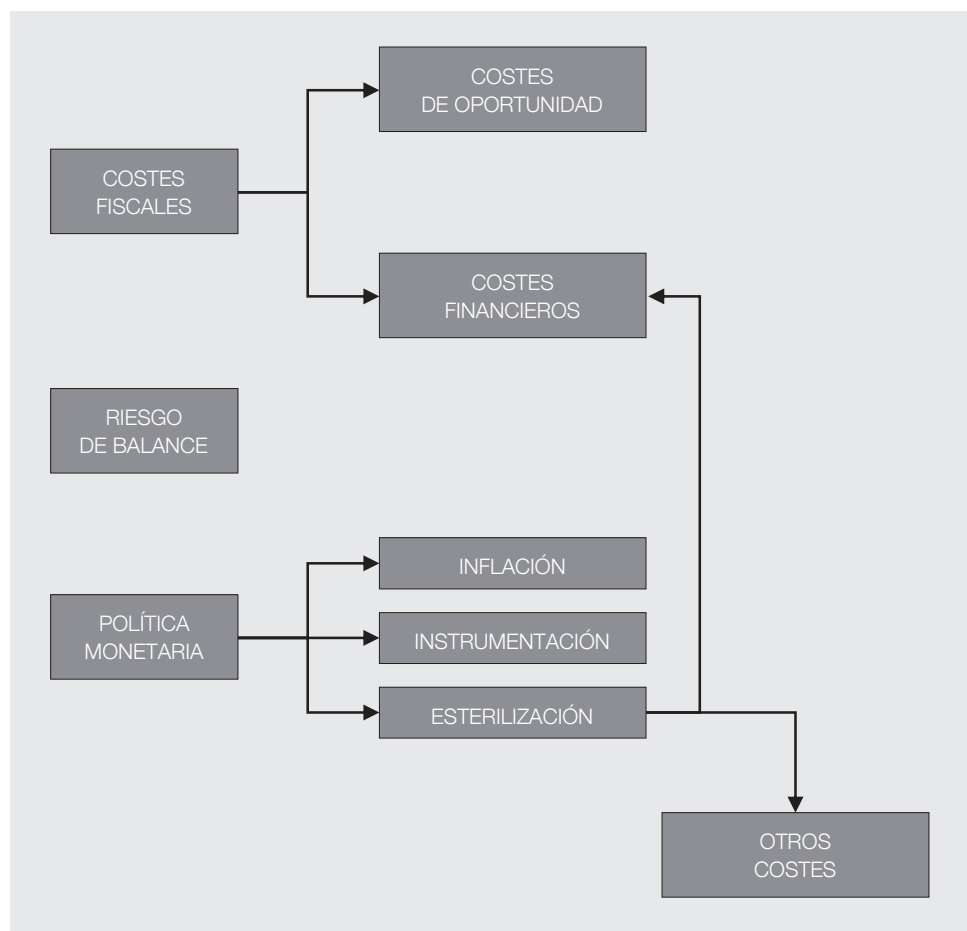 COSTES
DE OPORTUNIDAD
COSTES
FISCALES
COSTES
FINANCIEROS
RIESGO
DE BALANCE
INFLACIÓN
POLÍTICA
MONETARIA
INSTRUMENTACIÓN
ESTERILIZACIÓN
OTROS
COSTES